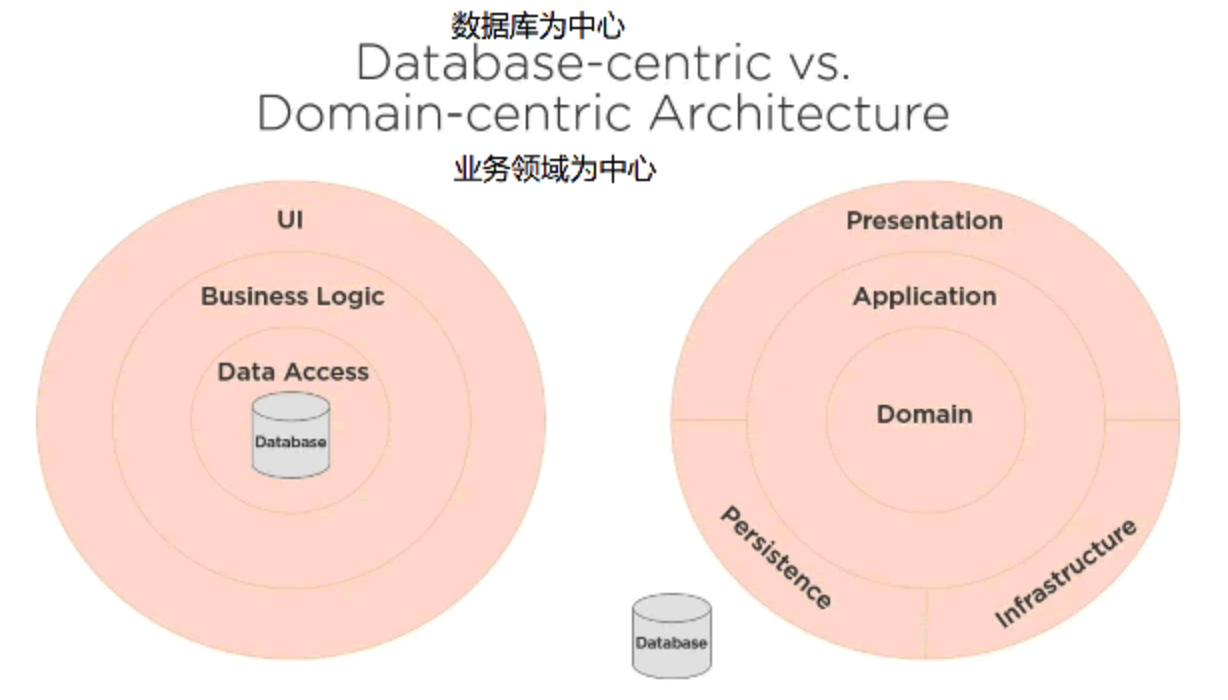 数据库为中心
Database-centric vs.
Domain-centric Architecture
业务领域为中心
UI
Business Logic
Data Access
Database
Presentation
Application
Domain
Persistence
Infrastructure
Database